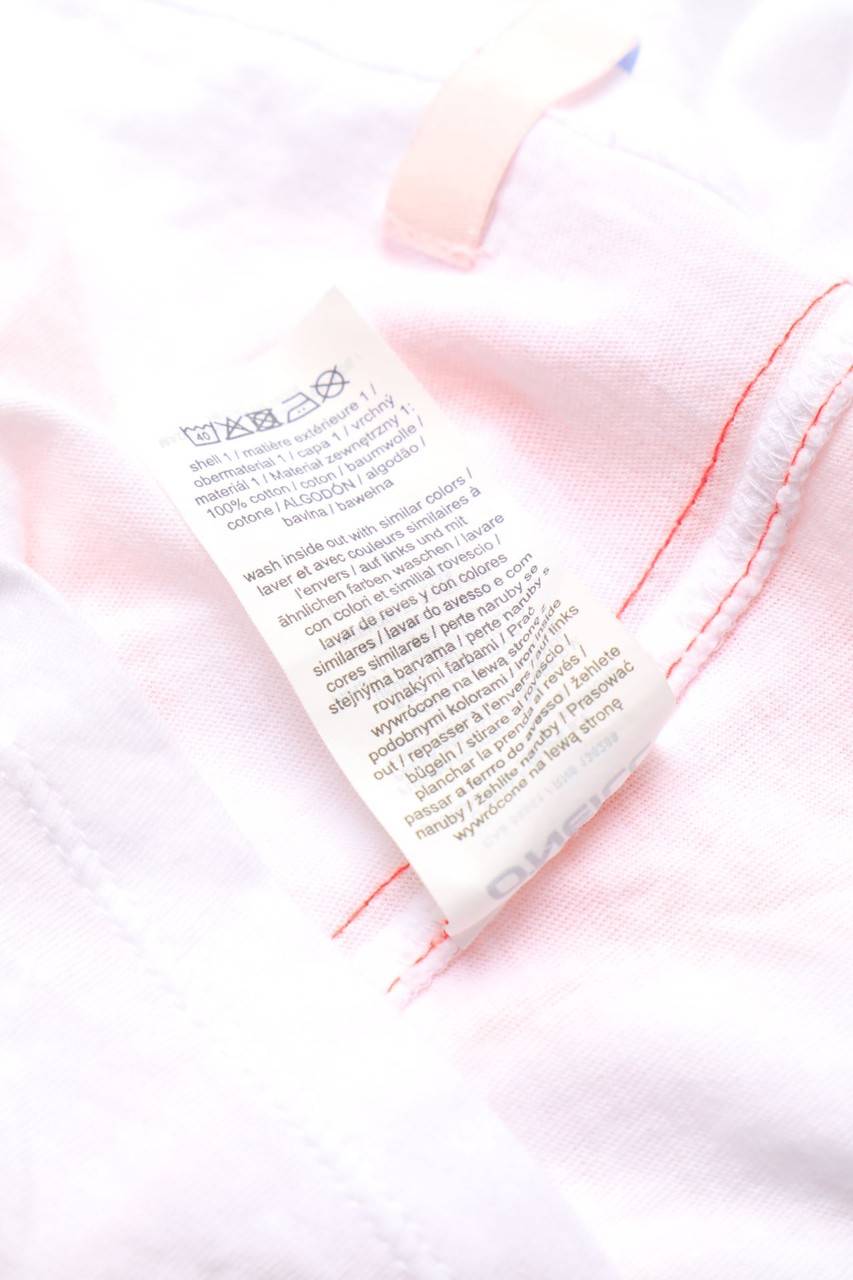 40
shell 1 / matière extérieure 1 /
obermaterial 1 / capa 1 / vrchný
materiál 1 / Materiał zewnętrzny 1:
100% cotton / coton / baumwolle /
cotone / ALGODÓN / algodão /
bavlna / bawełna
wash inside out with similar colors /
laver et avec couleurs similaires à
l'envers / auf links und mit
ähnlichen farben waschen / lavare
con colori et similial rovescio /
lavar de reves y con colores
similares / lavar do avesso e com
cores similares / perte naruby se
stejnýma barvama / perte naruby s
rovnakými farbami / Prać
wywrócone na lewą stronę z
podobnymi kolorami / Iron inside
out / repasser à l'envers / auf links
bügeln / stirare al rovescio /
planchar la prenda al revés /
passar a ferro do avesso / žehlete
naruby / žehlite naruby / Prasować
wywrócone na lewą stronę